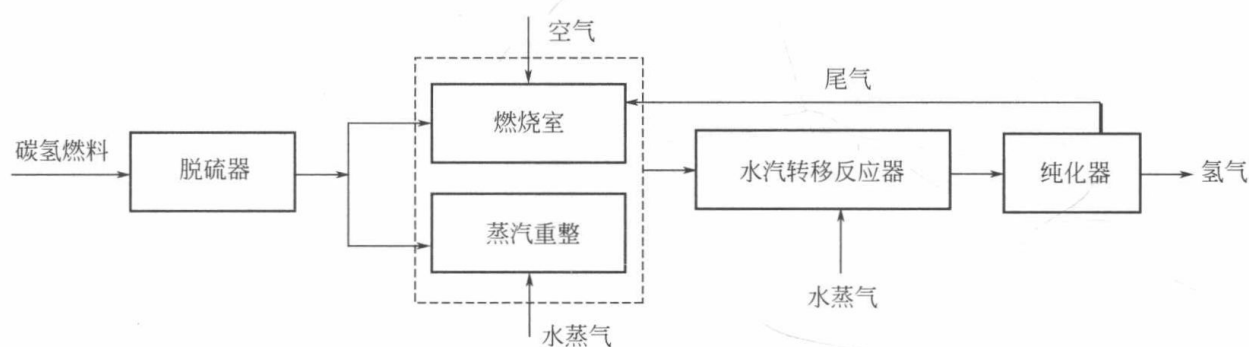 空气
尾气
燃烧室
碳氢燃料
脱硫器
水汽转移反应器
纯化器
氢气
蒸汽重整
水蒸气
水蒸气